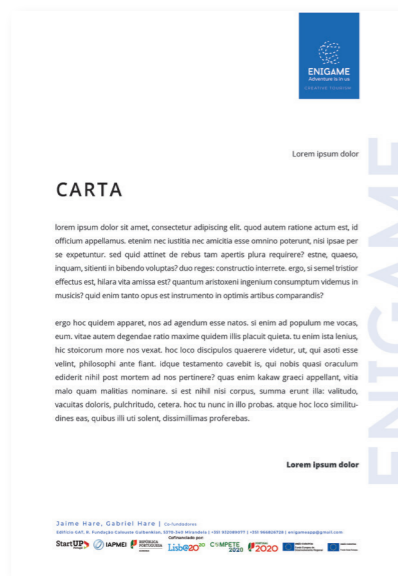 ENIGAME
Adventure is in us
CREATIVE TOURISM
Lorem ipsum dolor
CARTA
lorem ipsum dolor sit amet, consectetur adipiscing elit. quod autem ratione actum est, id
officium appellamus. etenim nec iustitia nec amicitia esse omnino poterunt, nisi ipsae per
se expetuntur. sed quid attinet de rebus tam apertis plura requirere? estne, quaeso,
inquam, sitienti in bibendo voluptas? duo reges: constructio interrete. ergo, si semel tristior
effectus est, hilara vita amissa est? quantum aristoxeni ingenium consumptum videmus in
musicis? quid enim tanto opus est instrumento in optimis artibus comparandis?
ergo hoc quidem apparet, nos ad agendum esse natos. si enim ad populum me vocas,
eum. vitae autem degendae ratio maxime quidem illis placuit quieta. tu enim ista lenius,
hic stoicorum more nos vexat. hoc loco discipulos quaerere videtur, ut, qui asoti esse
velint, philosophi ante fiant. idque testamento cavebit is, qui nobis quasi oraculum
ediderit nihil post mortem ad nos pertinere? quas enim kakaw graeci appellant, vitia
malo quam malitias nominare. si est nihil nisi corpus, summa erunt illa: valitudo,
vacuitas doloris, pulchritudo, cetera. hoc tu nunc in illo probas. atque hoc loco similitu-
dines eas, quibus illi uti solent, dissimillimas proferebas.
Lorem ipsum dolor
ENIGAME
Jaime Hare, Gabriel Hare | Co-fundadores
Cofinanciado por:
StartUP
IAPMEI
REPÚBLICA
PORTUGUESA
Lisb@20²⁰
COMPETE
2020
PORTUGAL
2020